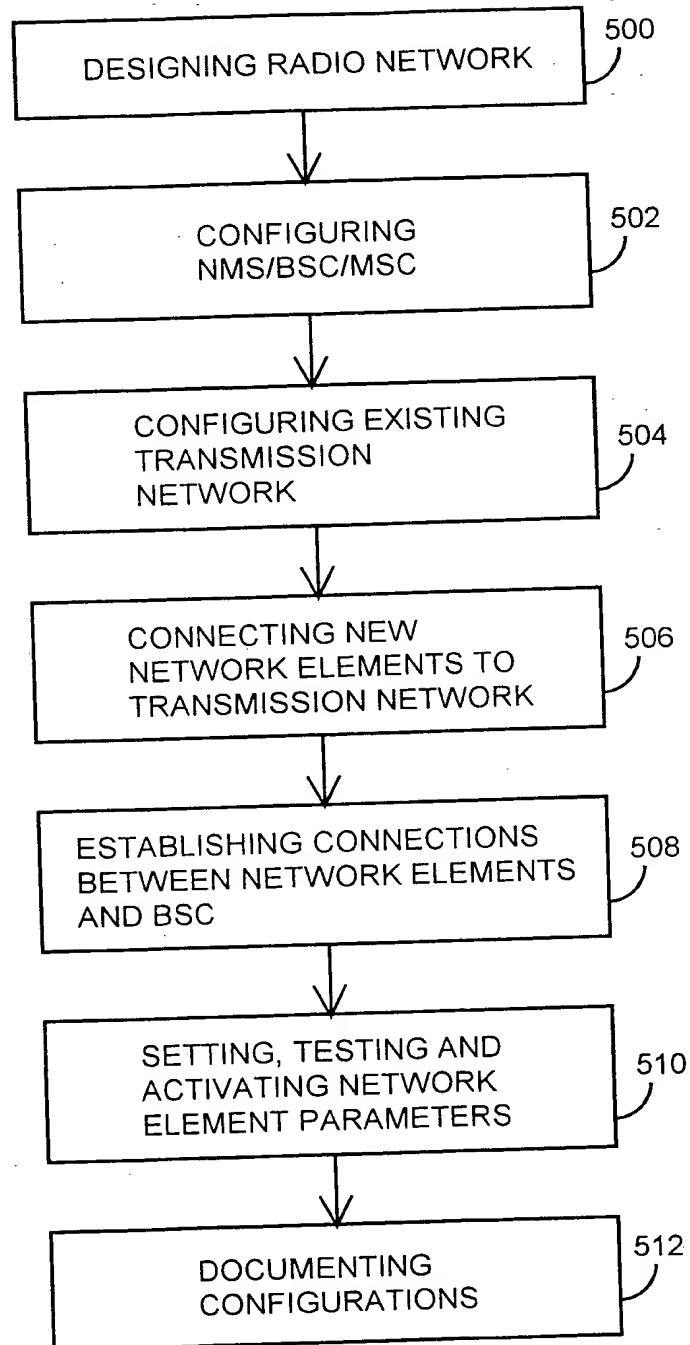 500
DESIGNING RADIO NETWORK
502
CONFIGURING
NMS/BSC/MSC
CONFIGURING EXISTING
TRANSMISSION
NETWORK
504
CONNECTING NEW
NETWORK ELEMENTS TO
TRANSMISSION NETWORK
506
ESTABLISHING CONNECTIONS
BETWEEN NETWORK ELEMENTS
AND BSC
508
SETTING, TESTING AND
ACTIVATING NETWORK
ELEMENT PARAMETERS
510
512
DOCUMENTING
CONFIGURATIONS